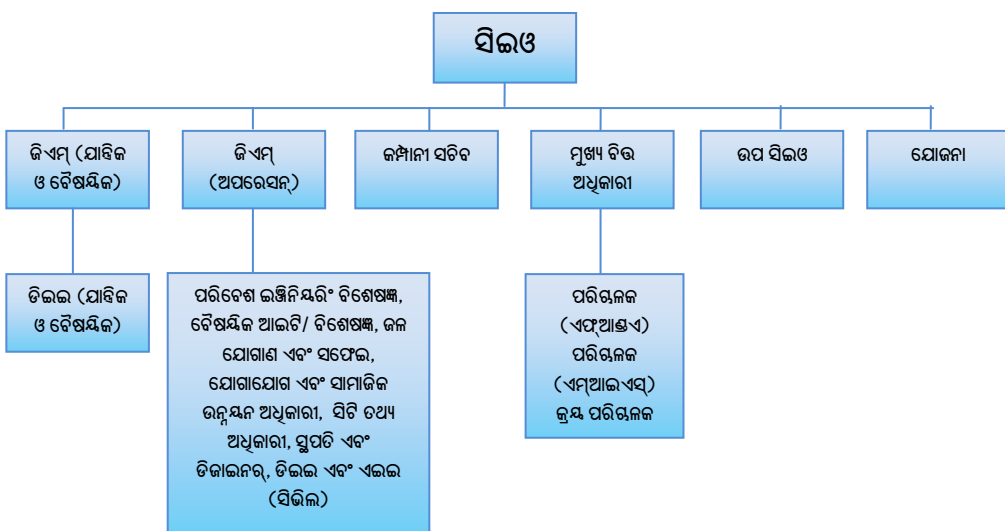 ସିଇଓ
ଜିଏମ୍ (ଯାନ୍ତ୍ରିକ
ଓ ବୈଷୟିକ)
ଜିଏମ୍
(ଅପରେସନ୍)
କମ୍ପାନୀ ସଚିବ
ମୁଖ୍ୟ ବିତ୍ତ
ଅଧିକାରୀ
ଉପ ସିଇଓ
ଯୋଜନା
ଡିଇଇ (ଯାନ୍ତ୍ରିକ
ଓ ବୈଷୟିକ)
ପରିବେଶ ଇଞ୍ଜିନିୟରିଂ ବିଶେଷଜ୍ଞ,
ବୈଷୟିକ ଆଇଟି/ ବିଶେଷଜ୍ଞ, ଜଳ
ଯୋଗାଣ ଏବଂ ସଫେଇ,
ଯୋଗାଯୋଗ ଏବଂ ସାମାଜିକ
ଉନ୍ନୟନ ଅଧିକାରୀ, ସିଟି ତଥ୍ୟ
ଅଧିକାରୀ, ସ୍ଥପତି ଏବଂ
ଡିଜାଇନର୍, ଡିଇଇ ଏବଂ ଏଇଇ
(ସିଭିଲ)
ପରିଚାଳକ
(ଏଫ୍ଆଣ୍ଡଏ)
ପରିଚାଳକ
(ଏମ୍ଆଇଏସ୍)
କ୍ରୟ ପରିଚାଳକ